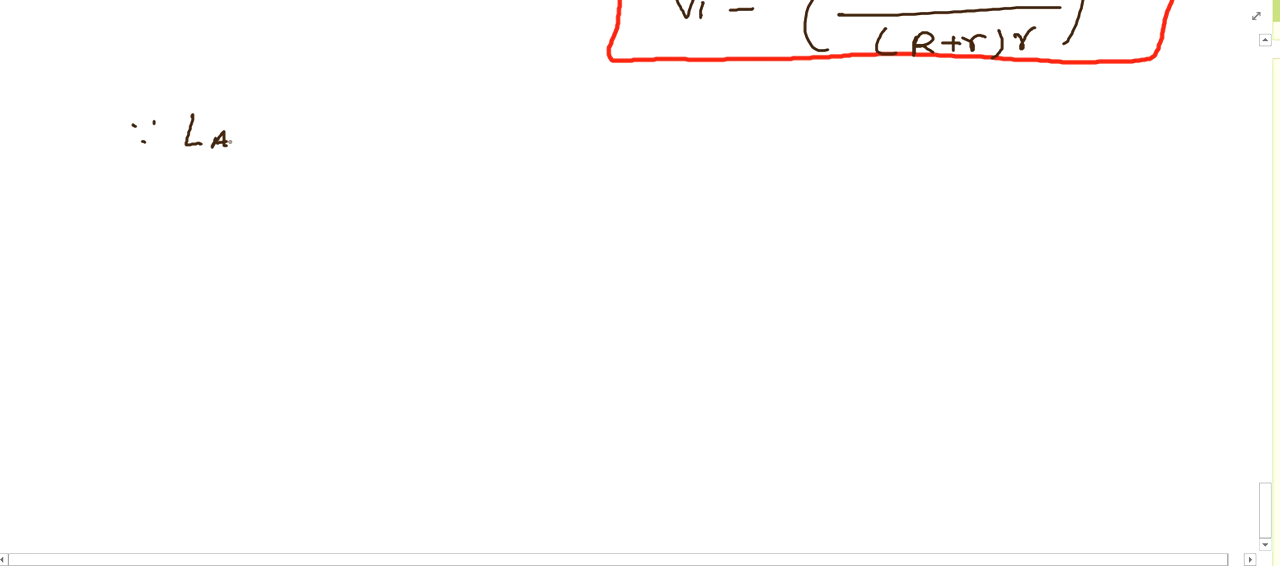 V1 = (
(R+r)r )
∵ LA